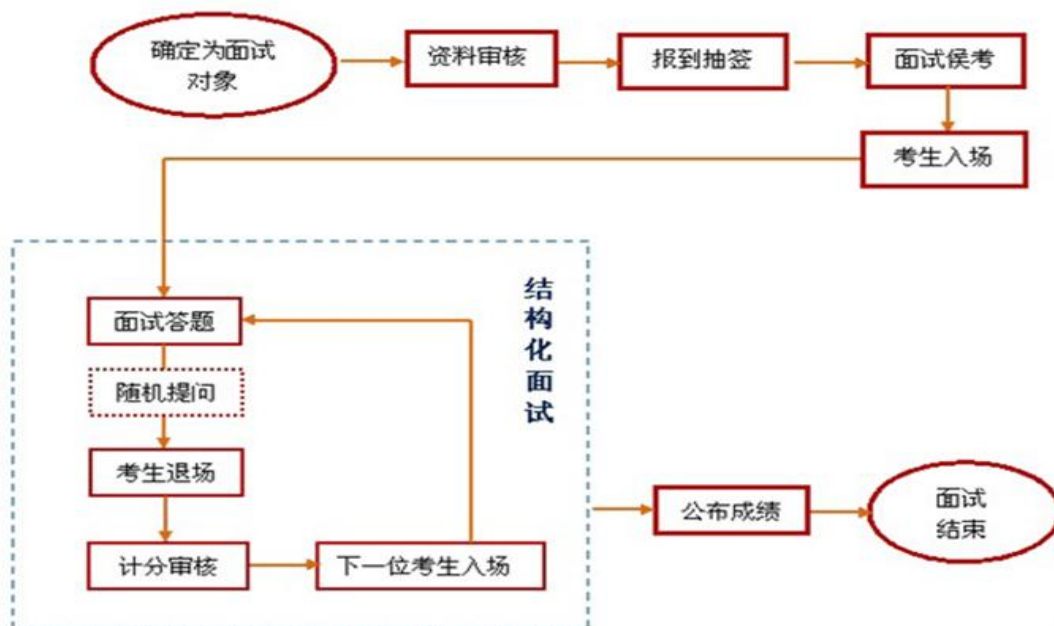 确定为面试
对象
资料审核
报到抽签
面试侯考
考生入场
结构化面试
面试答题
随机提问
考生退场
计分审核
下一位考生入场
公布成绩
面试
结束